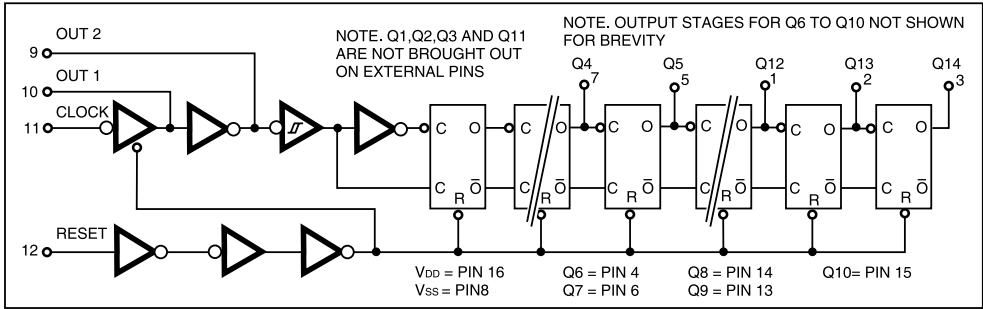 NOTE. Q1,Q2,Q3 AND Q11
ARE NOT BROUGHT OUT
ON EXTERNAL PINS
NOTE. OUTPUT STAGES FOR Q6 TO Q10 NOT SHOWN
FOR BREVITY
OUT 2
9
OUT 1
10
CLOCK
11
Q4
7
Q5
5
Q12
1
Q13
2
Q14
3
C O
C O
C O
C O
C O
C O
C R O̅
C R O̅
C R O̅
C R O̅
C R O̅
C R O̅
RESET
12
VDD = PIN 16
VSS = PIN8
Q6 = PIN 4
Q7 = PIN 6
Q8 = PIN 14
Q9 = PIN 13
Q10= PIN 15